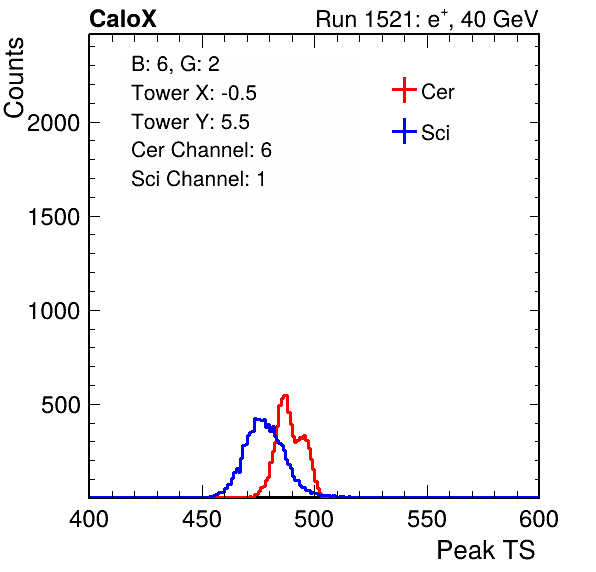 CaloX
Run 1521: e+, 40 GeV
Counts
B: 6, G: 2
Tower X: -0.5
Tower Y: 5.5
Cer Channel: 6
Sci Channel: 1
Cer
Sci
2000
1500
1000
500
400 450 500 550 600
Peak TS